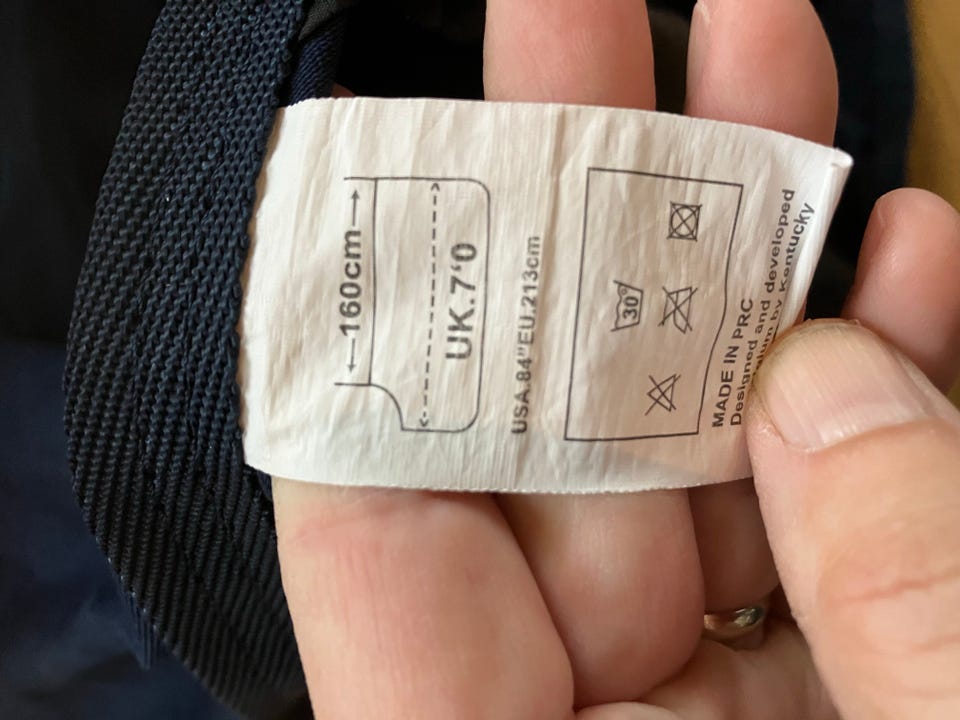 160cm
UK.7'0
USA.84"EU.213cm
30°
MADE IN PRC
Designed and developed
by Kentucky